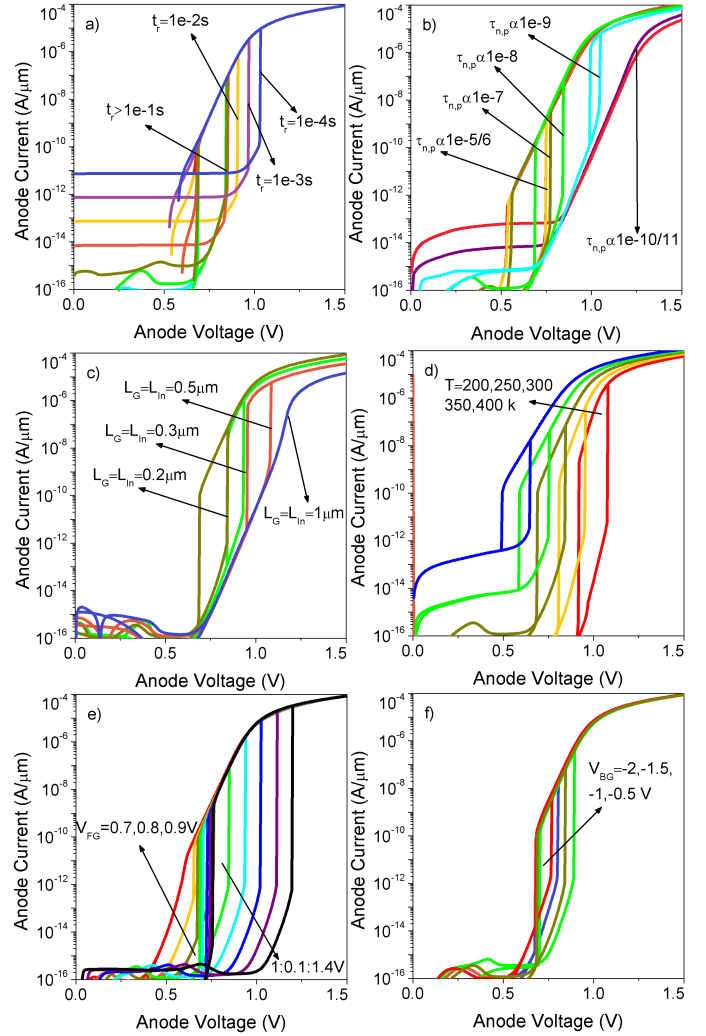 a)
t_r=1e-2s
t_r>1e-1s
t_r=1e-4s
t_r=1e-3s
10^-4
10^-6
10^-8
10^-10
10^-12
10^-14
10^-16
0.0 0.5 1.0 1.5
Anode Current (A/μm)
Anode Voltage (V)
b)
τ_n,pα1e-9
τ_n,pα1e-8
τ_n,pα1e-7
τ_n,pα1e-5/6
τ_n,pα1e-10/11
10^-4
10^-6
10^-8
10^-10
10^-12
10^-14
10^-16
0.0 0.5 1.0 1.5
Anode Current (A/μm)
Anode Voltage (V)
c)
L_G=L_In=0.5μm
L_G=L_In=0.3μm
L_G=L_In=0.2μm
L_G=L_In=1μm
10^-4
10^-6
10^-8
10^-10
10^-12
10^-14
10^-16
0.0 0.5 1.0 1.5
Anode Current (A/μm)
Anode Voltage (V)
d)
T=200,250,300
350,400 k
10^-4
10^-6
10^-8
10^-10
10^-12
10^-14
10^-16
0.0 0.5 1.0 1.5
Anode Current (A/μm)
Anode Voltage (V)
e)
V_FG=0.7,0.8,0.9V
1:0.1:1.4V
10^-4
10^-6
10^-8
10^-10
10^-12
10^-14
10^-16
0.0 0.5 1.0 1.5
Anode Current (A/μm)
Anode Voltage (V)
f)
V_BG=-2,-1.5,
-1,-0.5 V
10^-4
10^-6
10^-8
10^-10
10^-12
10^-14
10^-16
0.0 0.5 1.0 1.5
Anode Current (A/μm)
Anode Voltage (V)